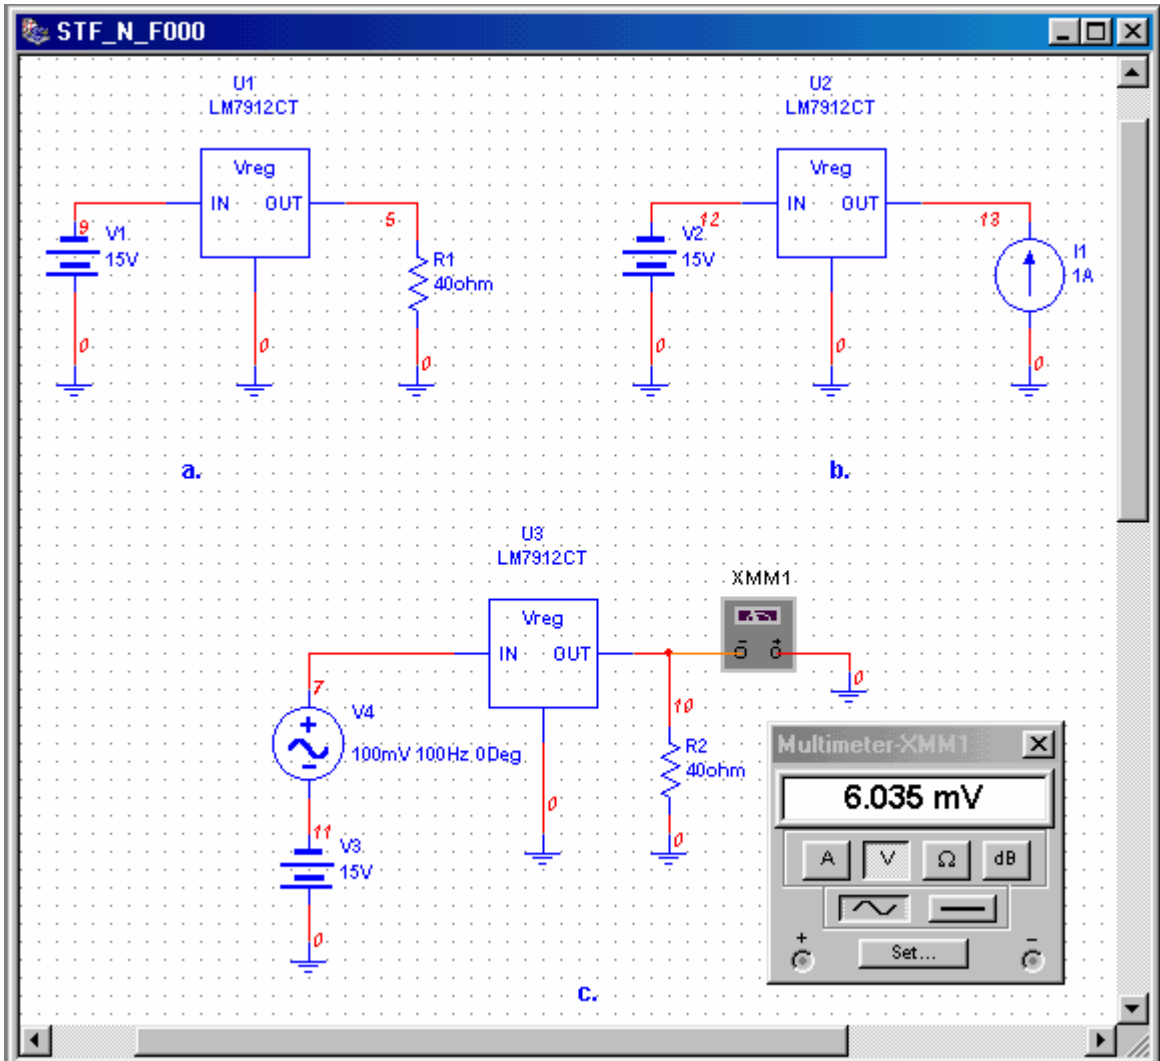 STF_N_F000
U1
LM7912CT
U2
LM7912CT
Vreg
IN OUT
Vreg
IN OUT
9
V1
15V
5
R1
40ohm
12
V2
15V
13
I1
1A
0
0
0
0
0
0
a.
b.
U3
LM7912CT
XMM1
Vreg
IN OUT
7
V4
100mV 100Hz 0Deg
10
R2
40ohm
0
11
V3
15V
0
0
0
c.
Multimeter-XMM1
6.035 mV
A V Ω dB
+ Set... −